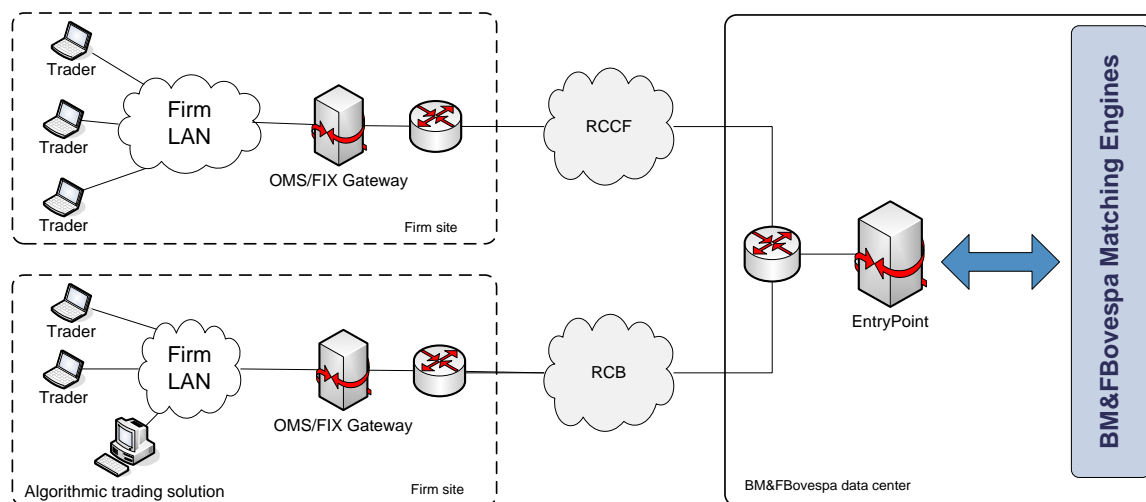 Trader
Trader
Trader
Firm
LAN
OMS/FIX Gateway
Firm site
RCCF
Trader
Trader
Firm
LAN
Algorithmic trading solution
OMS/FIX Gateway
Firm site
RCB
EntryPoint
BM&FBovespa data center
BM&FBovespa Matching Engines